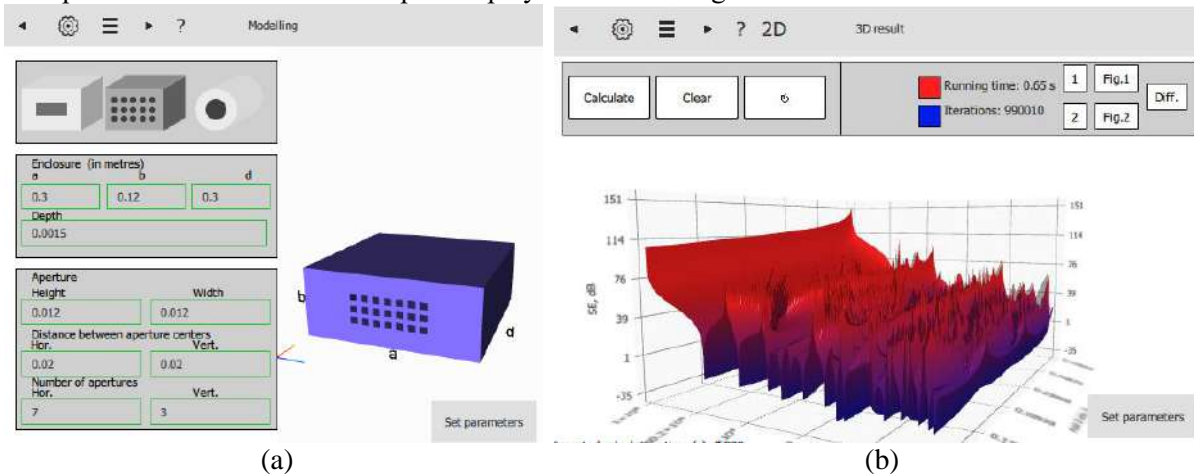 Modelling
Enclosure (in metres)
a b d
0.3 0.12 0.3
Depth
0.0015
Aperture
Height Width
0.012 0.012
Distance between aperture centers
Hor. Vert.
0.02 0.02
Number of apertures
Hor. Vert.
7 3
b
a
d
Set parameters
(a)
? 2D 3D result
Calculate Clear
Running time: 0.65 s
Iterations: 990010
1 Fig.1
2 Fig.2
Diff.
SE, dB
151
114
76
39
1
-35
151
114
76
39
1
-35
Set parameters
(b)